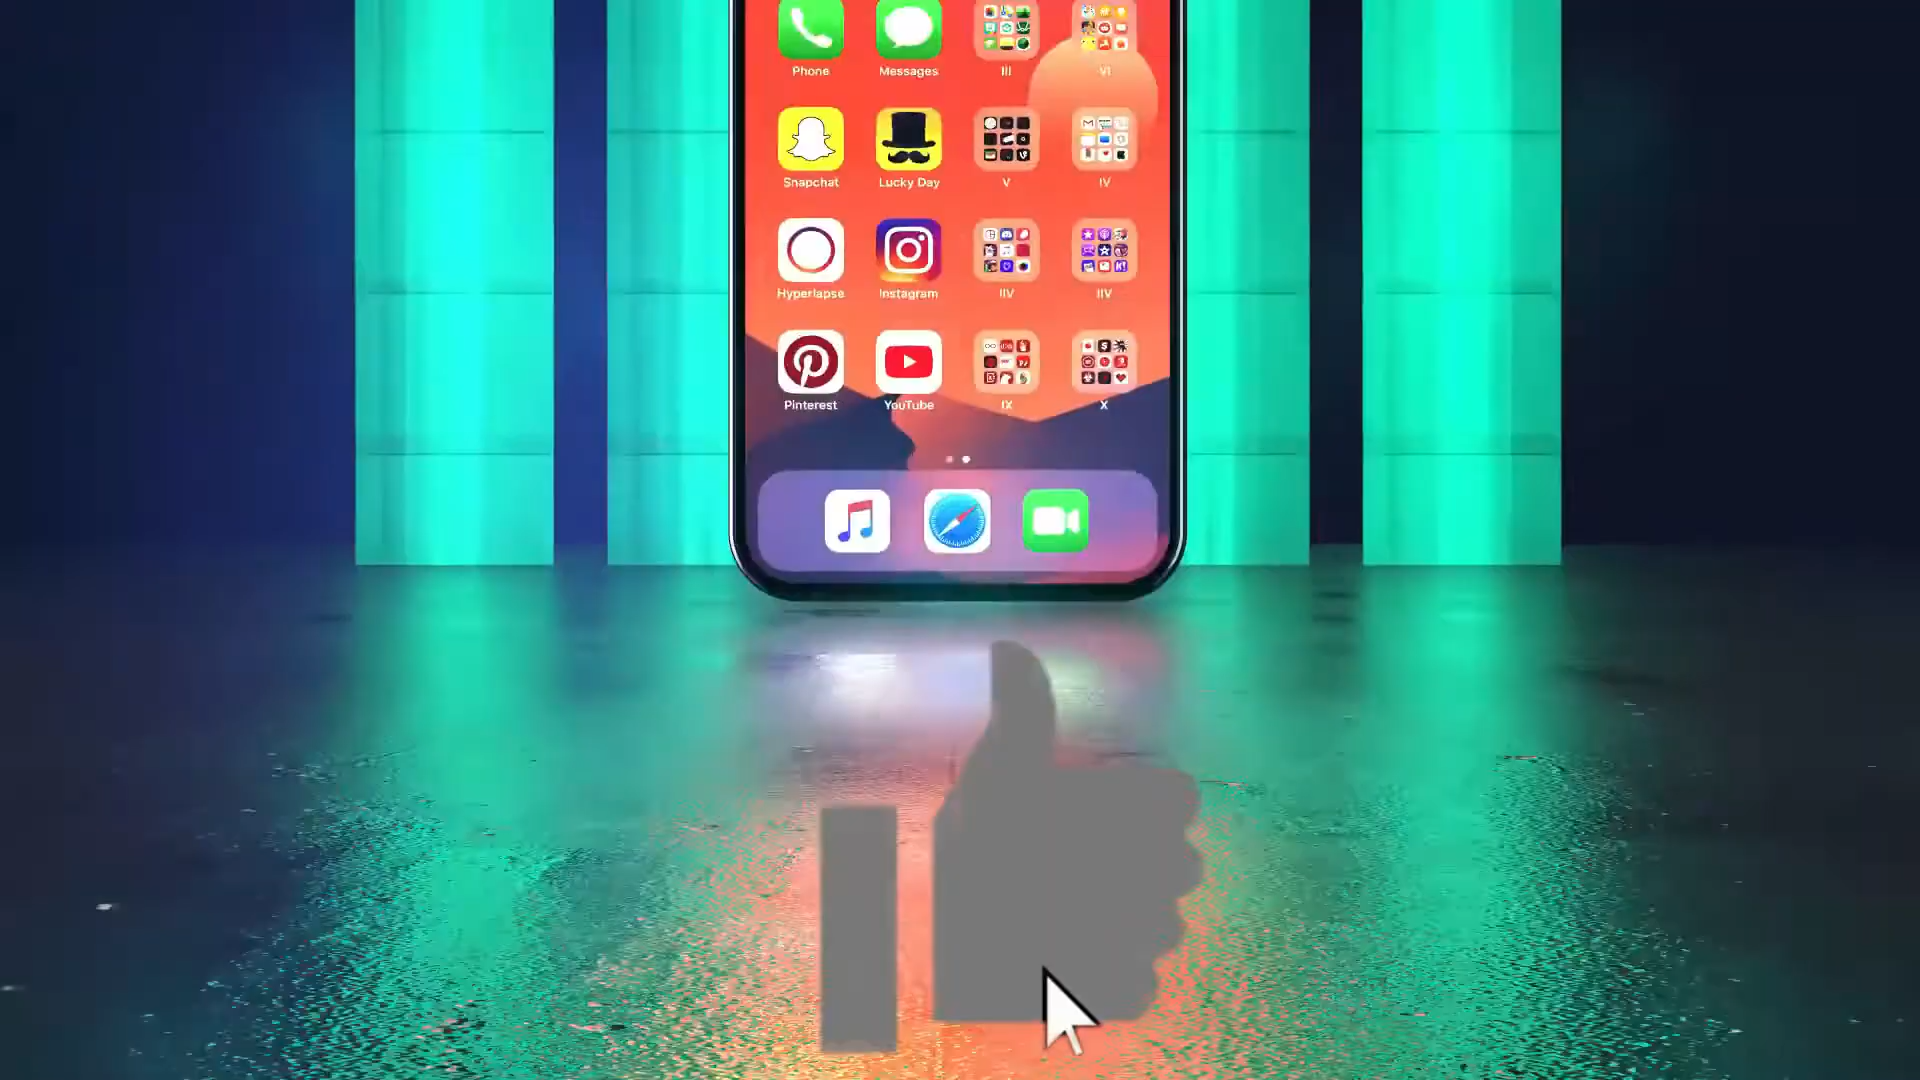 Phone Messages III VI
Snapchat Lucky Day V IV
Hyperlapse Instagram IIV IIV
Pinterest YouTube IX X